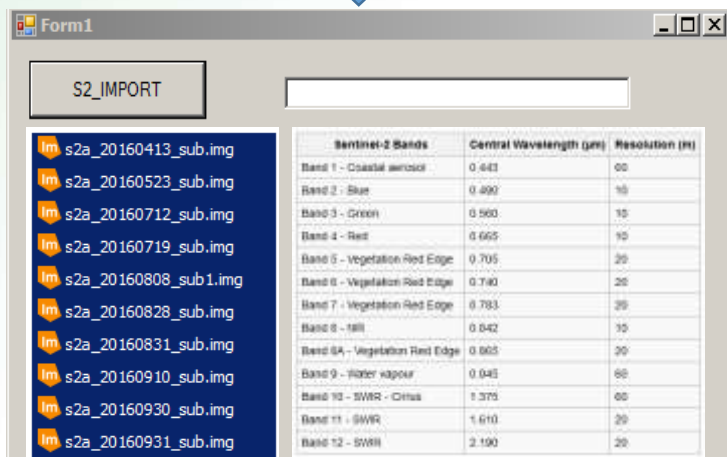 Form1
S2_IMPORT
s2a_20160413_sub.img
s2a_20160523_sub.img
s2a_20160712_sub.img
s2a_20160719_sub.img
s2a_20160808_sub1.img
s2a_20160828_sub.img
s2a_20160831_sub.img
s2a_20160910_sub.img
s2a_20160930_sub.img
s2a_20160931_sub.img
Sentinel-2 Bands Central Wavelength (μm) Resolution (m)
Band 1 - Coastal aerosol 0.443 60
Band 2 - Blue 0.490 10
Band 3 - Green 0.560 10
Band 4 - Red 0.665 10
Band 5 - Vegetation Red Edge 0.705 20
Band 6 - Vegetation Red Edge 0.740 20
Band 7 - Vegetation Red Edge 0.783 20
Band 8 - NIR 0.842 10
Band 8A - Vegetation Red Edge 0.865 20
Band 9 - Water vapour 0.945 60
Band 10 - SWIR - Cirrus 1.375 60
Band 11 - SWIR 1.610 20
Band 12 - SWIR 2.190 20